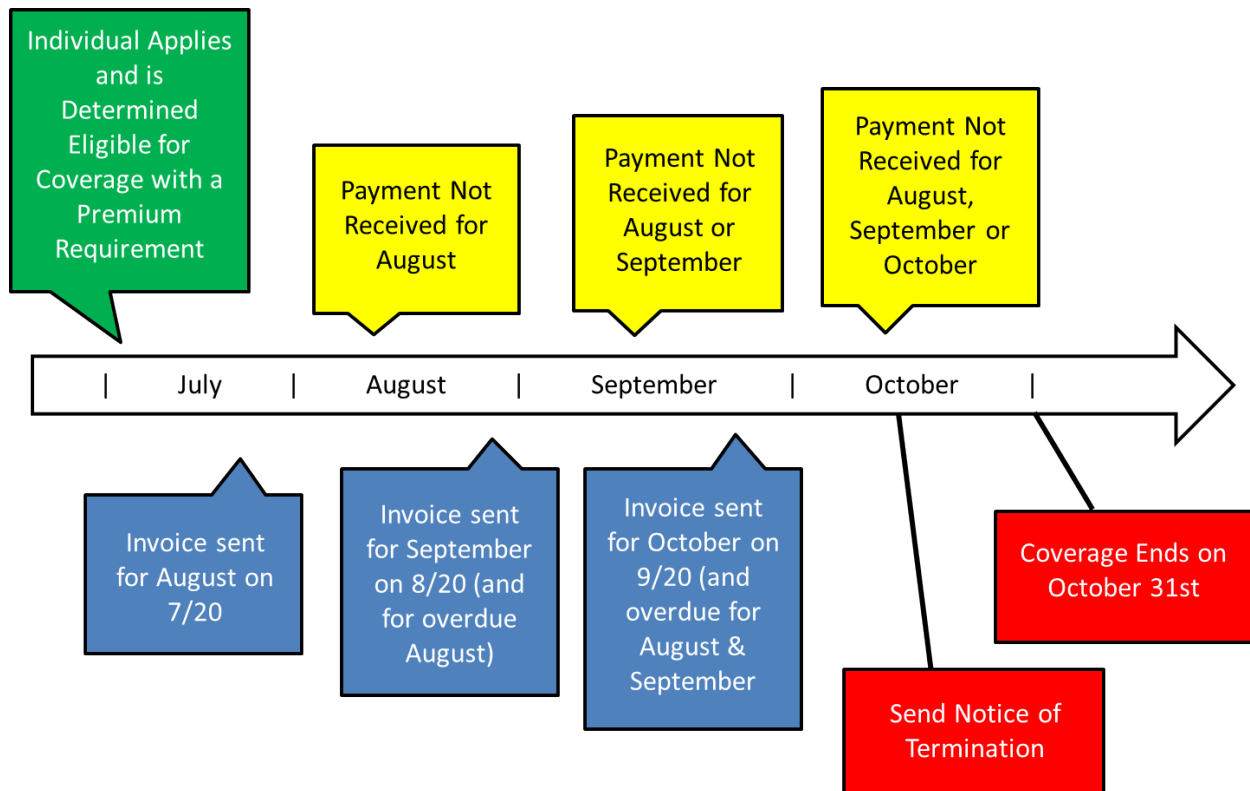 Individual Applies
and is
Determined
Eligible for
Coverage with a
Premium
Requirement
Payment Not
Received for
August
Payment Not
Received for
August or
September
Payment Not
Received for
August,
September or
October
| July | August | September | October |
Invoice sent
for August on
7/20
Invoice sent
for September
on 8/20 (and
for overdue
August)
Invoice sent
for October on
9/20 (and
overdue for
August &
September
Send Notice of
Termination
Coverage Ends on
October 31st